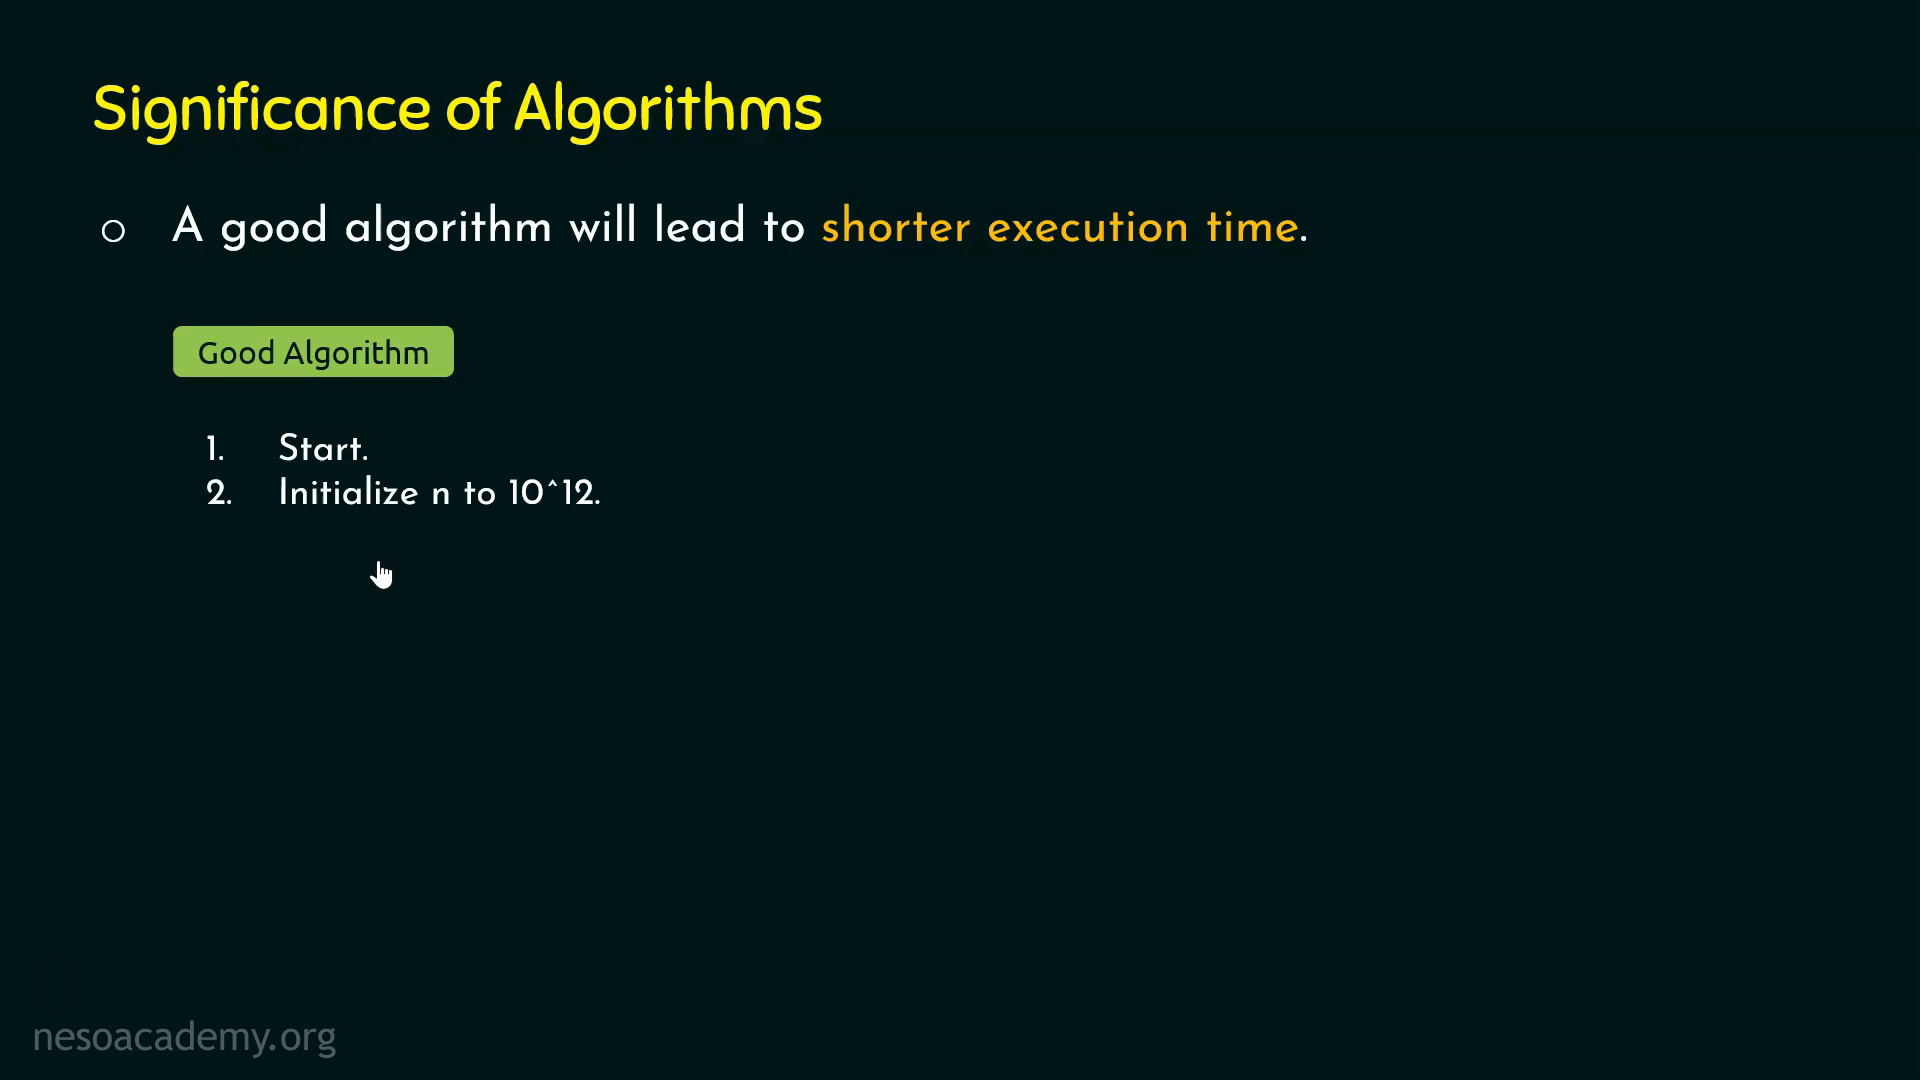 Significance of Algorithms
○ A good algorithm will lead to shorter execution time.
Good Algorithm
1. Start.
2. Initialize n to 10^12.
nesoacademy.org